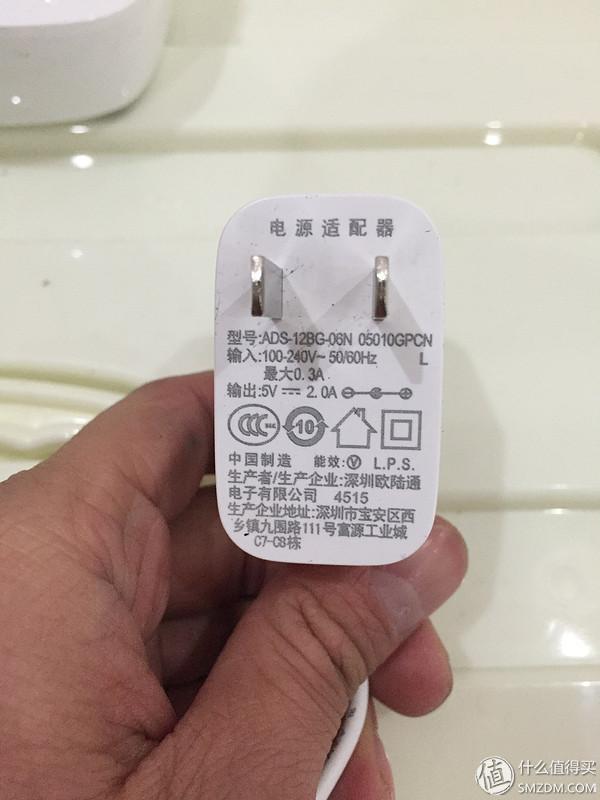 电源适配器
型号:ADS-12BG-06N 05010GPCN
输入:100-240V~ 50/60Hz L
最大0.3A
输出:5V⎓2.0A
CCC
10
中国制造 能效:Ⓥ L.P.S.
生产者/生产企业:深圳欧陆通
电子有限公司 4515
生产企业地址:深圳市宝安区西
乡镇九围路111号富源工业城
C7-C8栋
值 什么值得买
SMZDM.COM